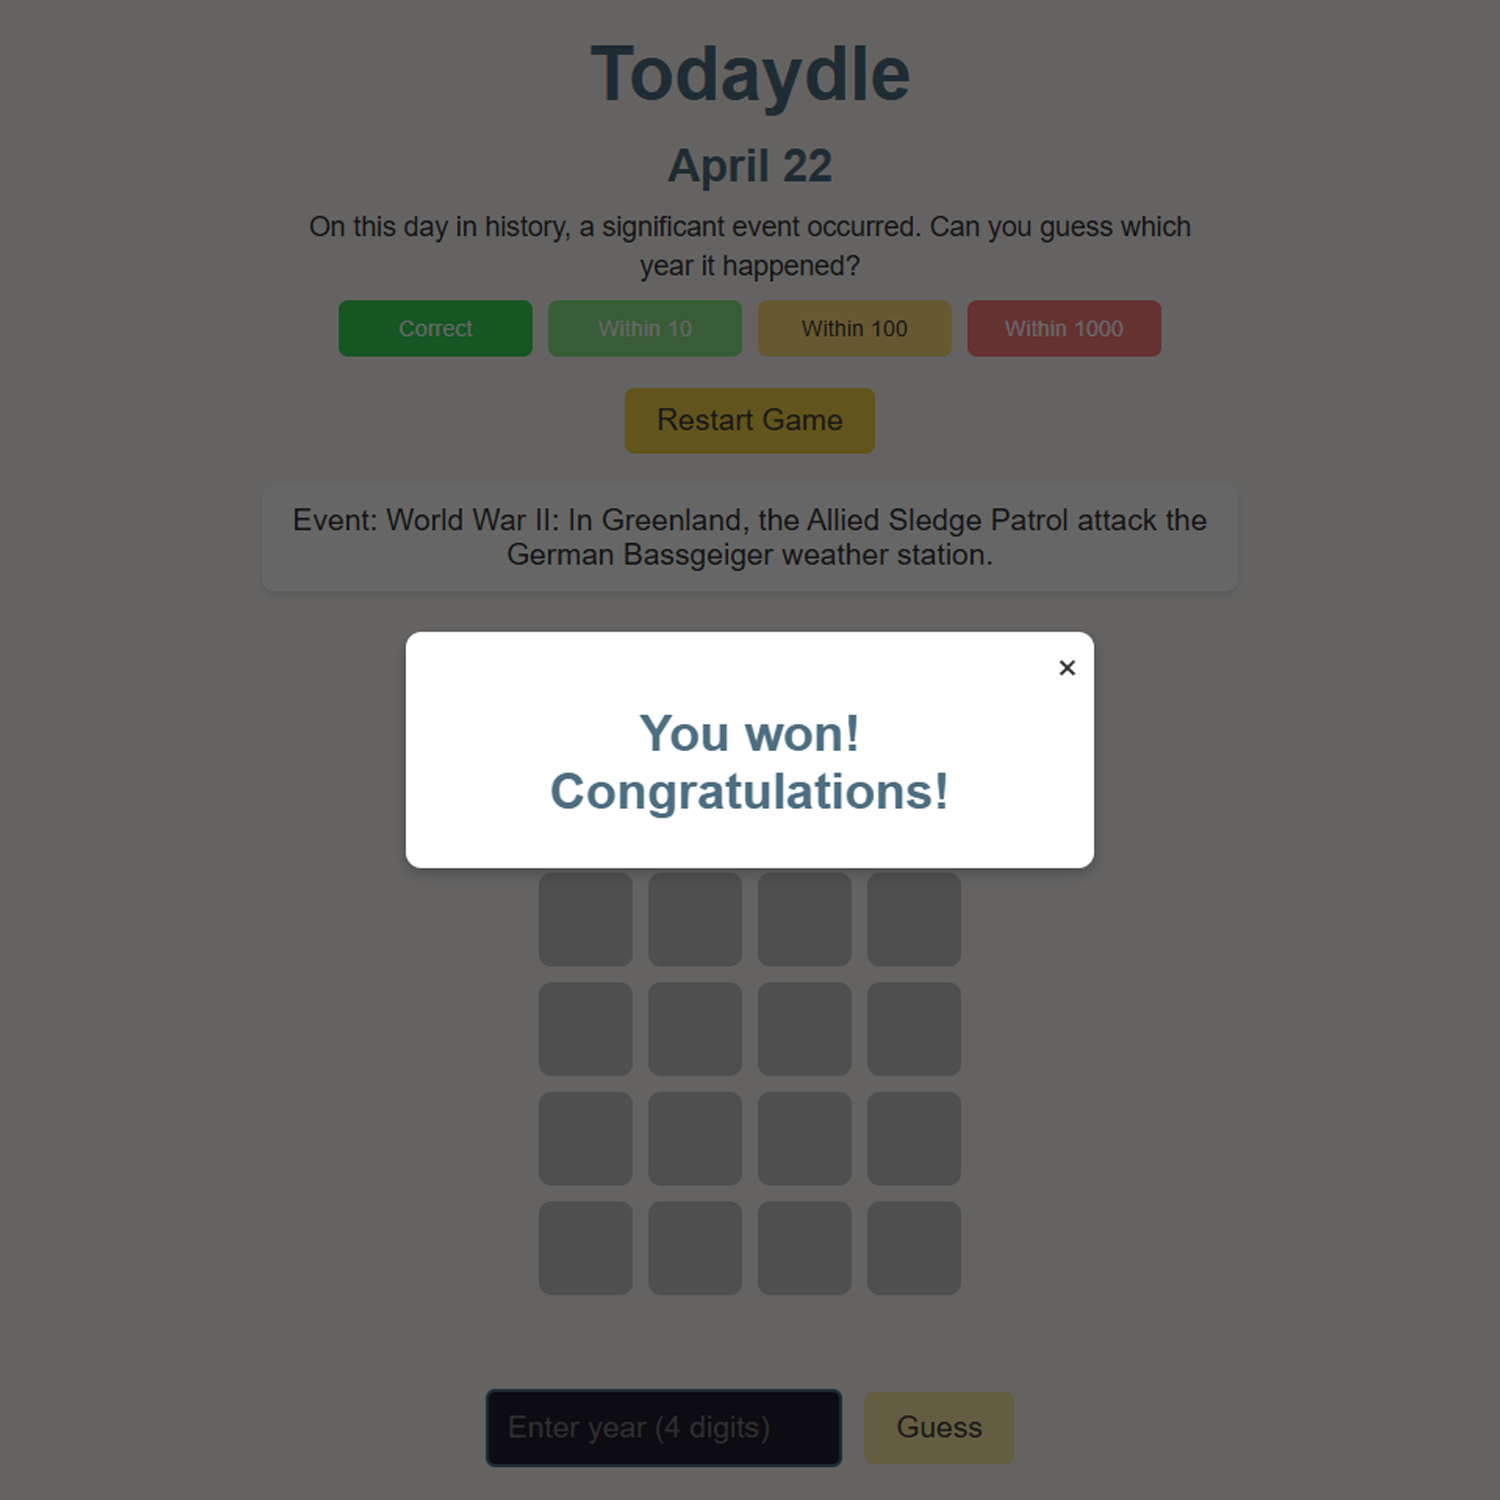 Todaydle
April 22
On this day in history, a significant event occurred. Can you guess which
year it happened?
Correct
Within 10
Within 100
Within 1000
Restart Game
Event: World War II: In Greenland, the Allied Sledge Patrol attack the
German Bassgeiger weather station.
×
You won!
Congratulations!
Enter year (4 digits)
Guess